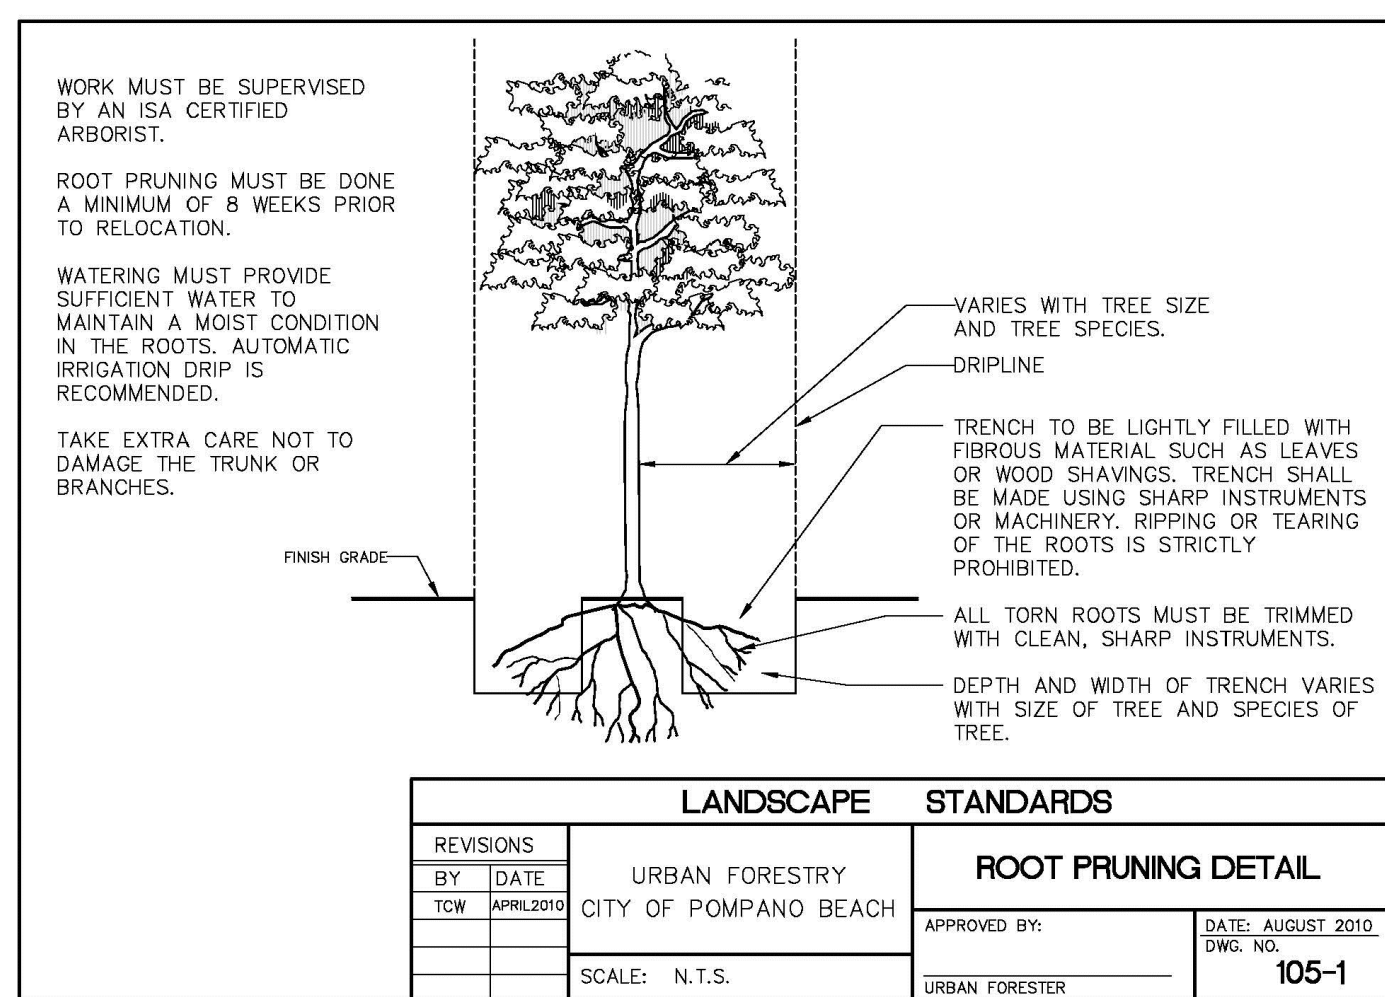 WORK MUST BE SUPERVISED
BY AN ISA CERTIFIED
ARBORIST.
ROOT PRUNING MUST BE DONE
A MINIMUM OF 8 WEEKS PRIOR
TO RELOCATION.
WATERING MUST PROVIDE
SUFFICIENT WATER TO
MAINTAIN A MOIST CONDITION
IN THE ROOTS. AUTOMATIC
IRRIGATION DRIP IS
RECOMMENDED.
TAKE EXTRA CARE NOT TO
DAMAGE THE TRUNK OR
BRANCHES.
FINISH GRADE
VARIES WITH TREE SIZE
AND TREE SPECIES.
DRIPLINE
TRENCH TO BE LIGHTLY FILLED WITH
FIBROUS MATERIAL SUCH AS LEAVES
OR WOOD SHAVINGS. TRENCH SHALL
BE MADE USING SHARP INSTRUMENTS
OR MACHINERY. RIPPING OR TEARING
OF THE ROOTS IS STRICTLY
PROHIBITED.
ALL TORN ROOTS MUST BE TRIMMED
WITH CLEAN, SHARP INSTRUMENTS.
DEPTH AND WIDTH OF TRENCH VARIES
WITH SIZE OF TREE AND SPECIES OF
TREE.
LANDSCAPE STANDARDS
REVISIONS
BY DATE
TCW APRIL2010
URBAN FORESTRY
CITY OF POMPANO BEACH
SCALE: N.T.S.
ROOT PRUNING DETAIL
APPROVED BY:
URBAN FORESTER
DATE: AUGUST 2010
DWG. NO.
105-1